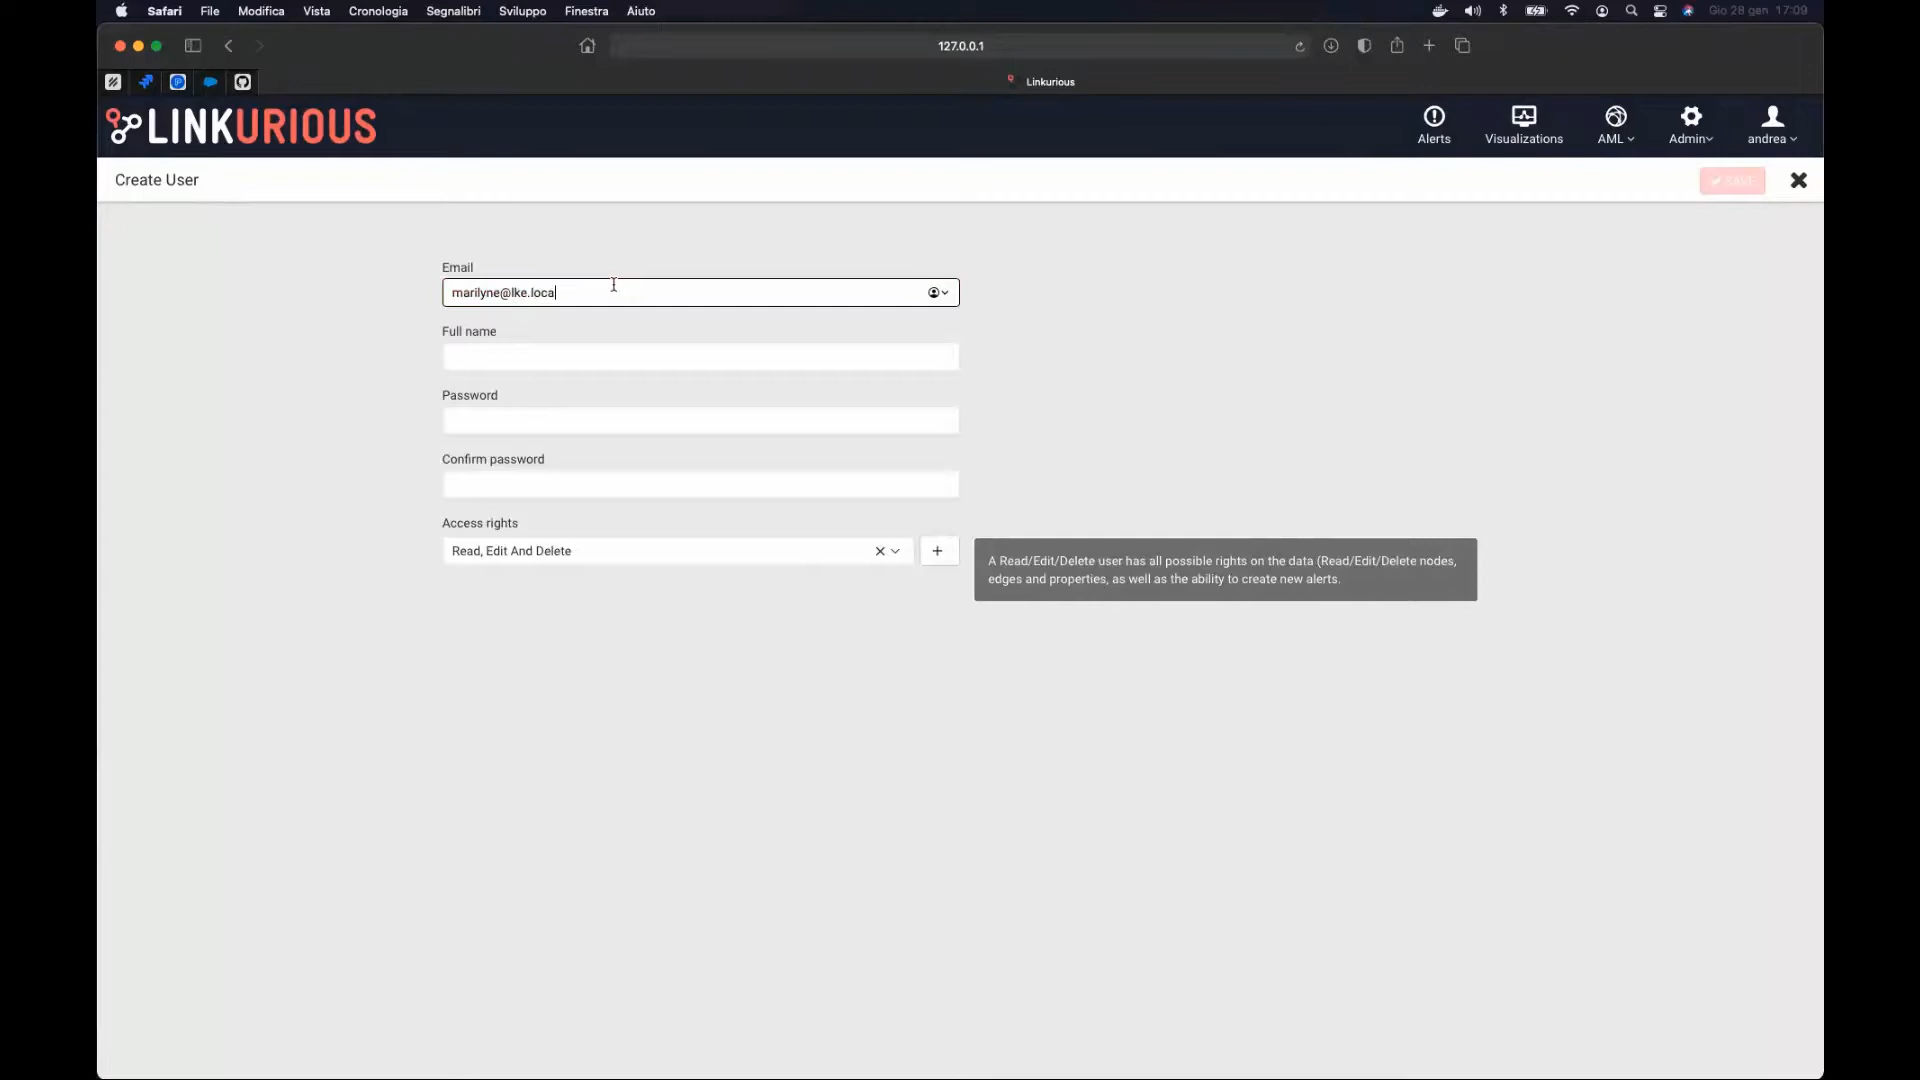 Safari File Modifica Vista Cronologia Segnalibri Sviluppo Finestra Aiuto Gio 28 gen 17:09
127.0.0.1
Linkurious
LINKURIOUS
Alerts Visualizations AML Admin andrea
Create User SAVE
Email
marilyne@lke.loca
Full name
Password
Confirm password
Access rights
Read, Edit And Delete
A Read/Edit/Delete user has all possible rights on the data (Read/Edit/Delete nodes,
edges and properties, as well as the ability to create new alerts.